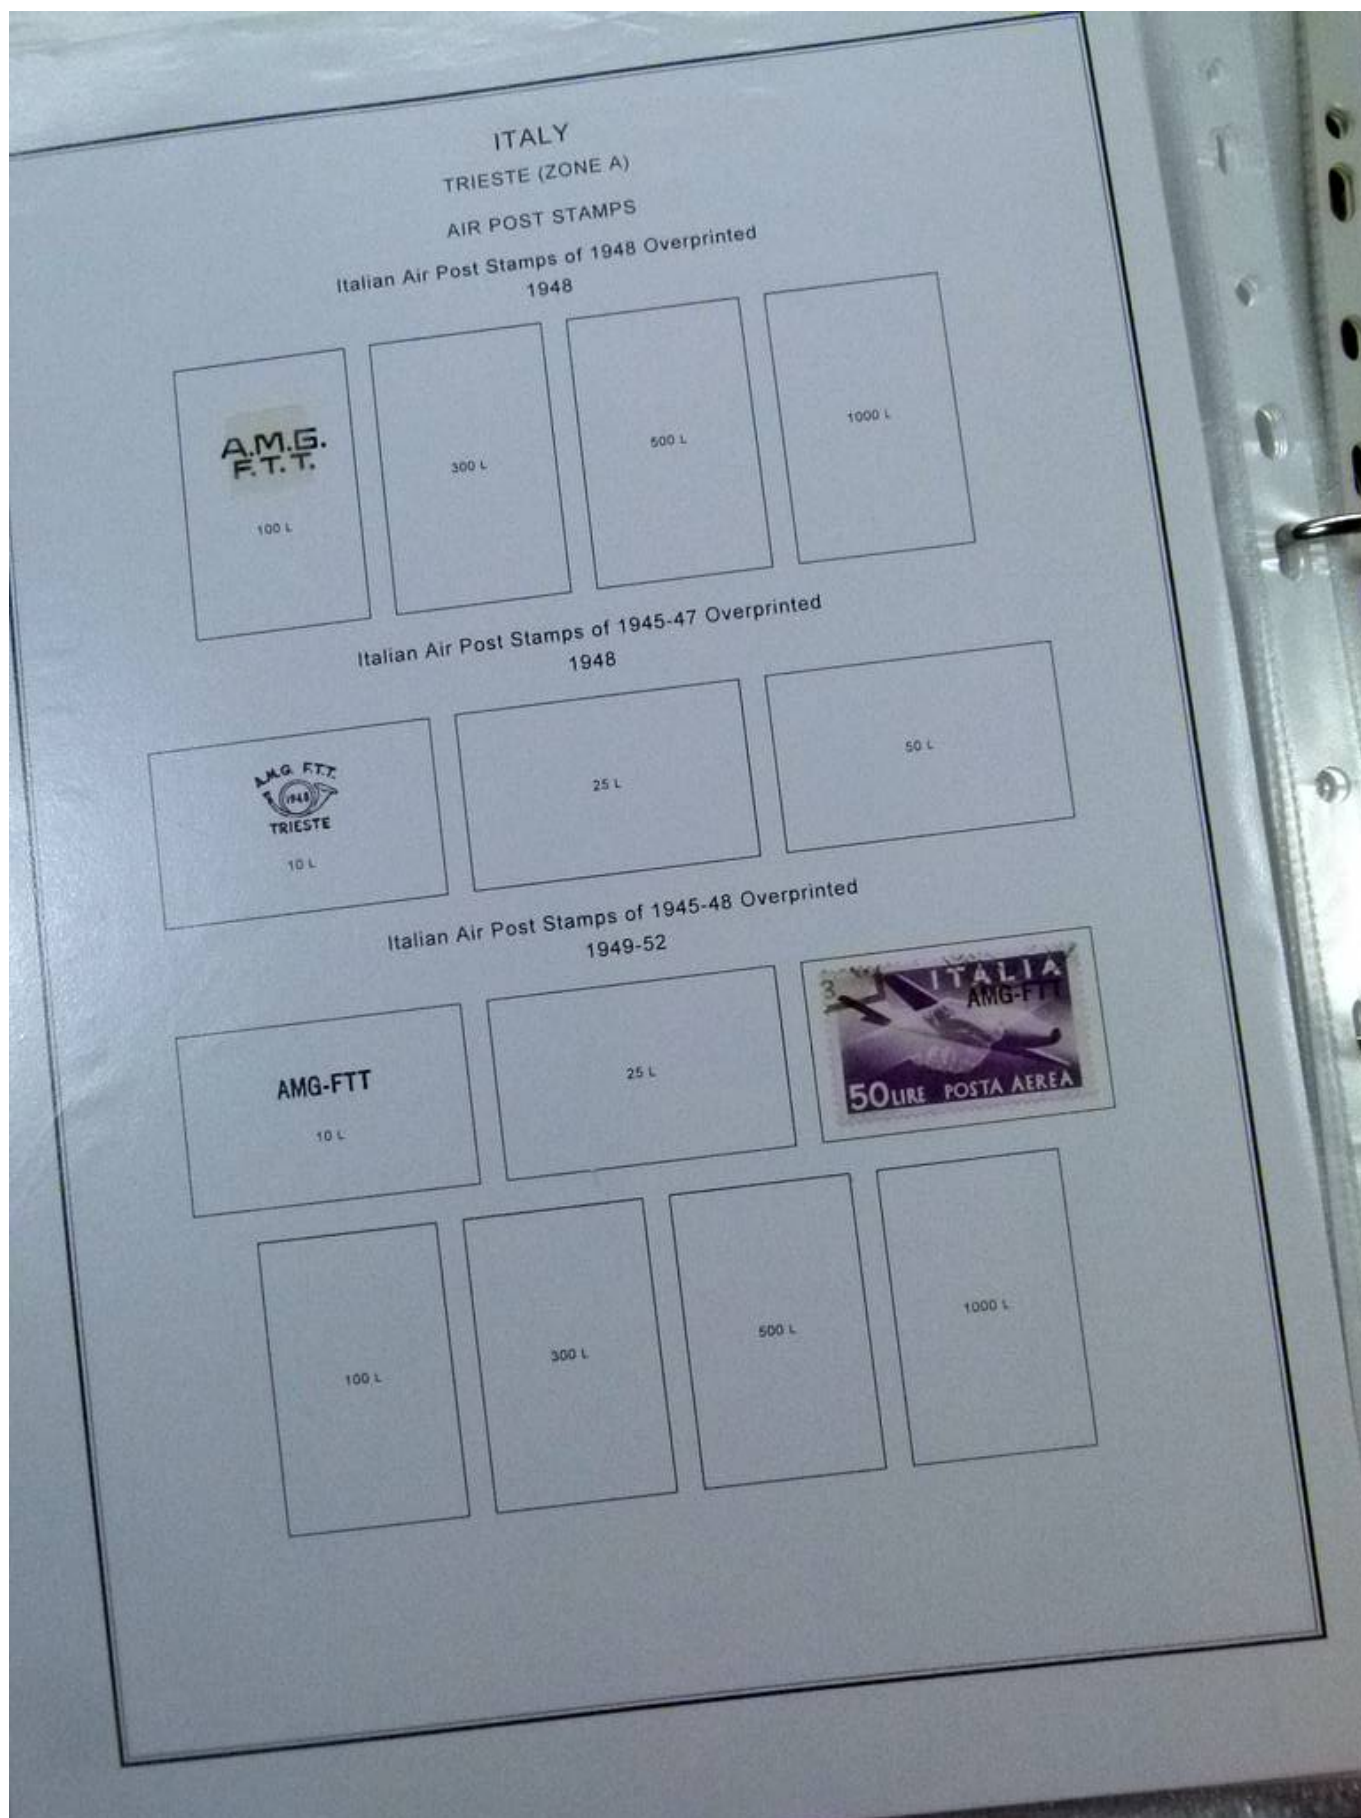 ITALY
TRIESTE (ZONE A)
AIR POST STAMPS
Italian Air Post Stamps of 1948 Overprinted
1948
A.M.G.
F.T.T.
100 L
300 L
500 L
1000 L
Italian Air Post Stamps of 1945-47 Overprinted
1948
A.M.G. F.T.T.
1948
TRIESTE
10 L
25 L
50 L
Italian Air Post Stamps of 1945-48 Overprinted
1949-52
AMG-FTT
10 L
25 L
3
ITALIA
AMG-FTT
50 LIRE POSTA AEREA
100 L
300 L
500 L
1000 L